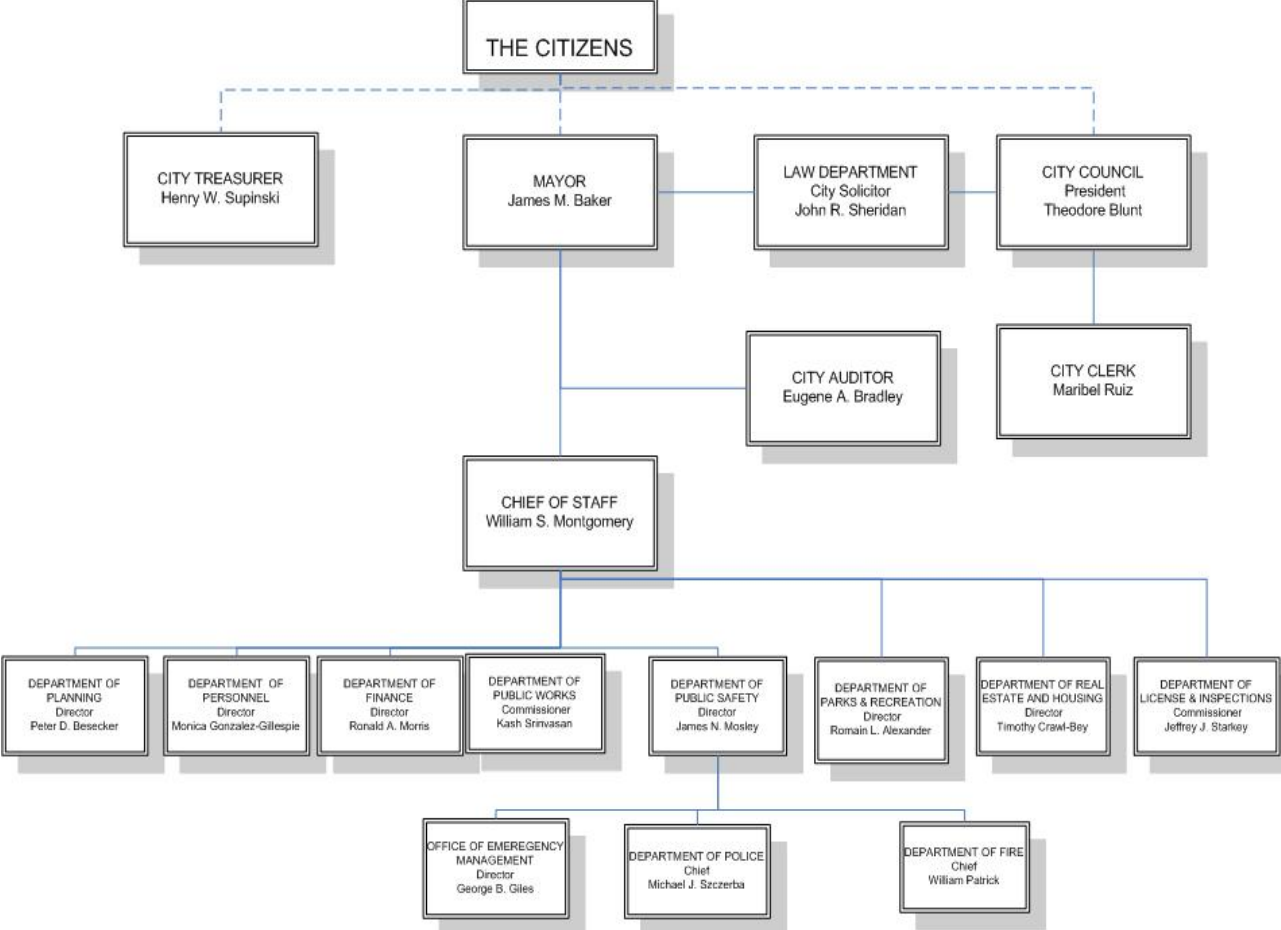 THE CITIZENS
CITY TREASURER
Henry W. Supinski
MAYOR
James M. Baker
LAW DEPARTMENT
City Solicitor
John R. Sheridan
CITY COUNCIL
President
Theodore Blunt
CITY AUDITOR
Eugene A. Bradley
CITY CLERK
Maribel Ruiz
CHIEF OF STAFF
William S. Montgomery
DEPARTMENT OF
PLANNING
Director
Peter D. Besecker
DEPARTMENT OF
PERSONNEL
Director
Monica Gonzalez-Gillespie
DEPARTMENT OF
FINANCE
Director
Ronald A. Morris
DEPARTMENT OF
PUBLIC WORKS
Commissioner
Kash Srinvasan
DEPARTMENT OF
PUBLIC SAFETY
Director
James N. Mosley
DEPARTMENT OF
PARKS & RECREATION
Director
Romain L. Alexander
DEPARTMENT OF REAL
ESTATE AND HOUSING
Director
Timothy Crawl-Bey
DEPARTMENT OF
LICENSE & INSPECTIONS
Commissioner
Jeffrey J. Starkey
OFFICE OF EMEREGENCY
MANAGEMENT
Director
George B. Giles
DEPARTMENT OF POLICE
Chief
Michael J. Szczerba
DEPARTMENT OF FIRE
Chief
William Patrick